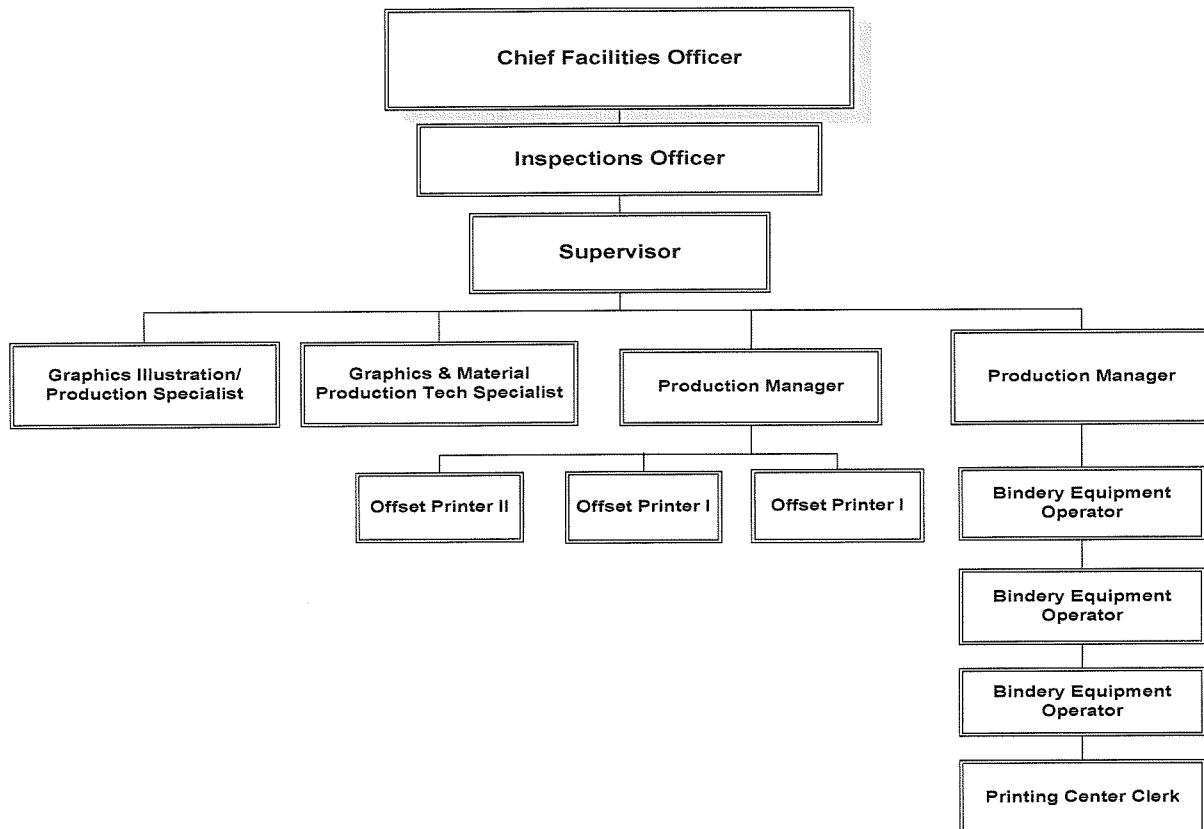 Chief Facilities Officer
Inspections Officer
Supervisor
Graphics Illustration/
Production Specialist
Graphics & Material
Production Tech Specialist
Production Manager
Production Manager
Offset Printer II
Offset Printer I
Offset Printer I
Bindery Equipment
Operator
Bindery Equipment
Operator
Bindery Equipment
Operator
Printing Center Clerk